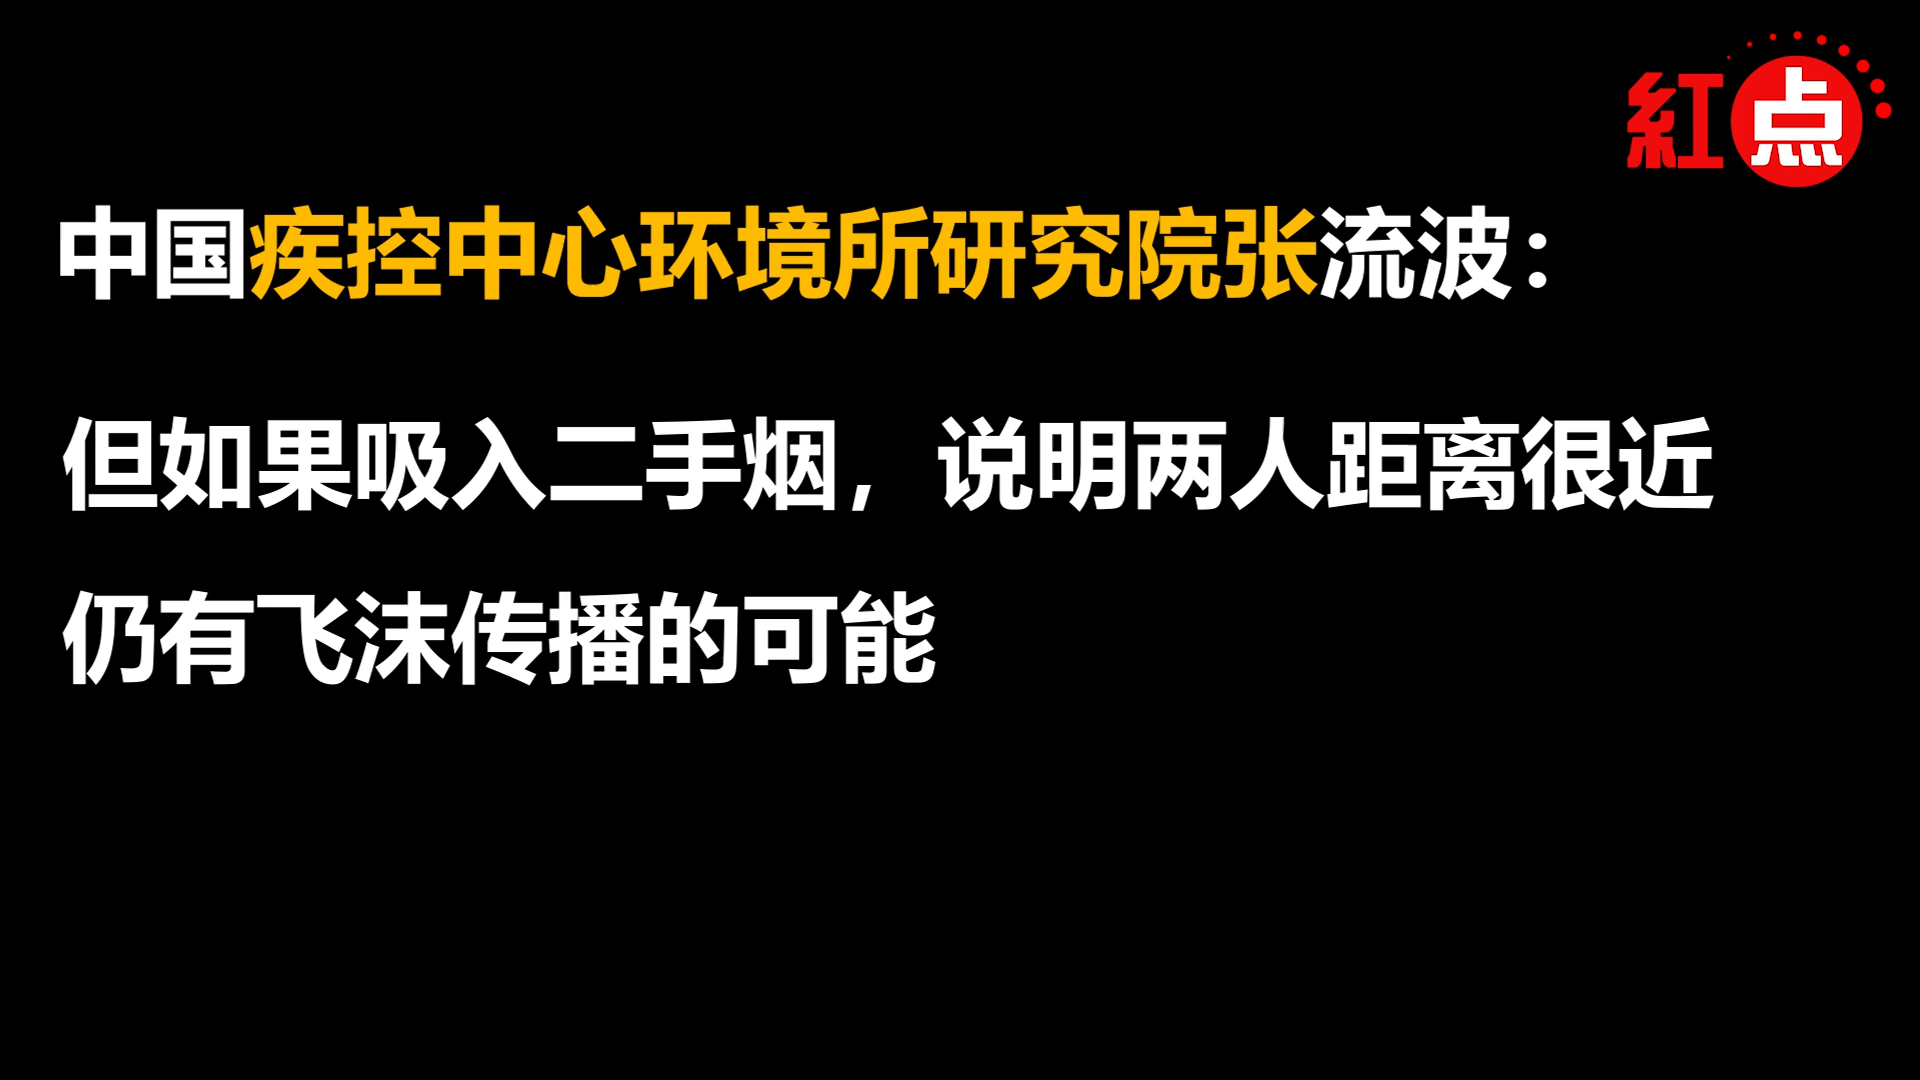 紅点
中国疾控中心环境所研究院张流波：
但如果吸入二手烟，说明两人距离很近
仍有飞沫传播的可能